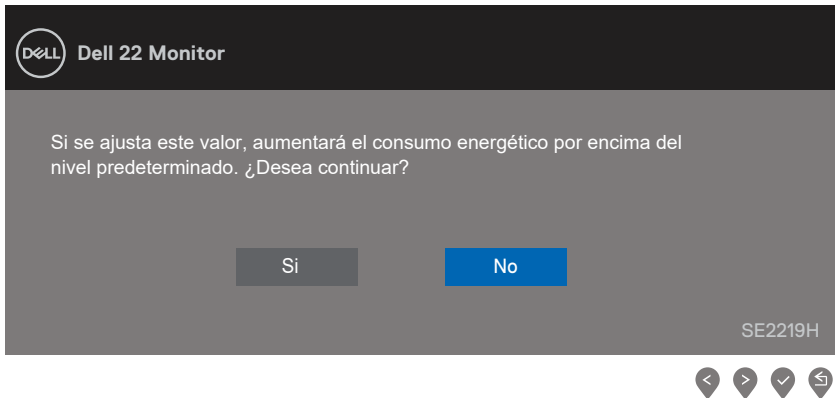 DELL Dell 22 Monitor
Si se ajusta este valor, aumentará el consumo energético por encima del
nivel predeterminado. ¿Desea continuar?
Si No
SE2219H